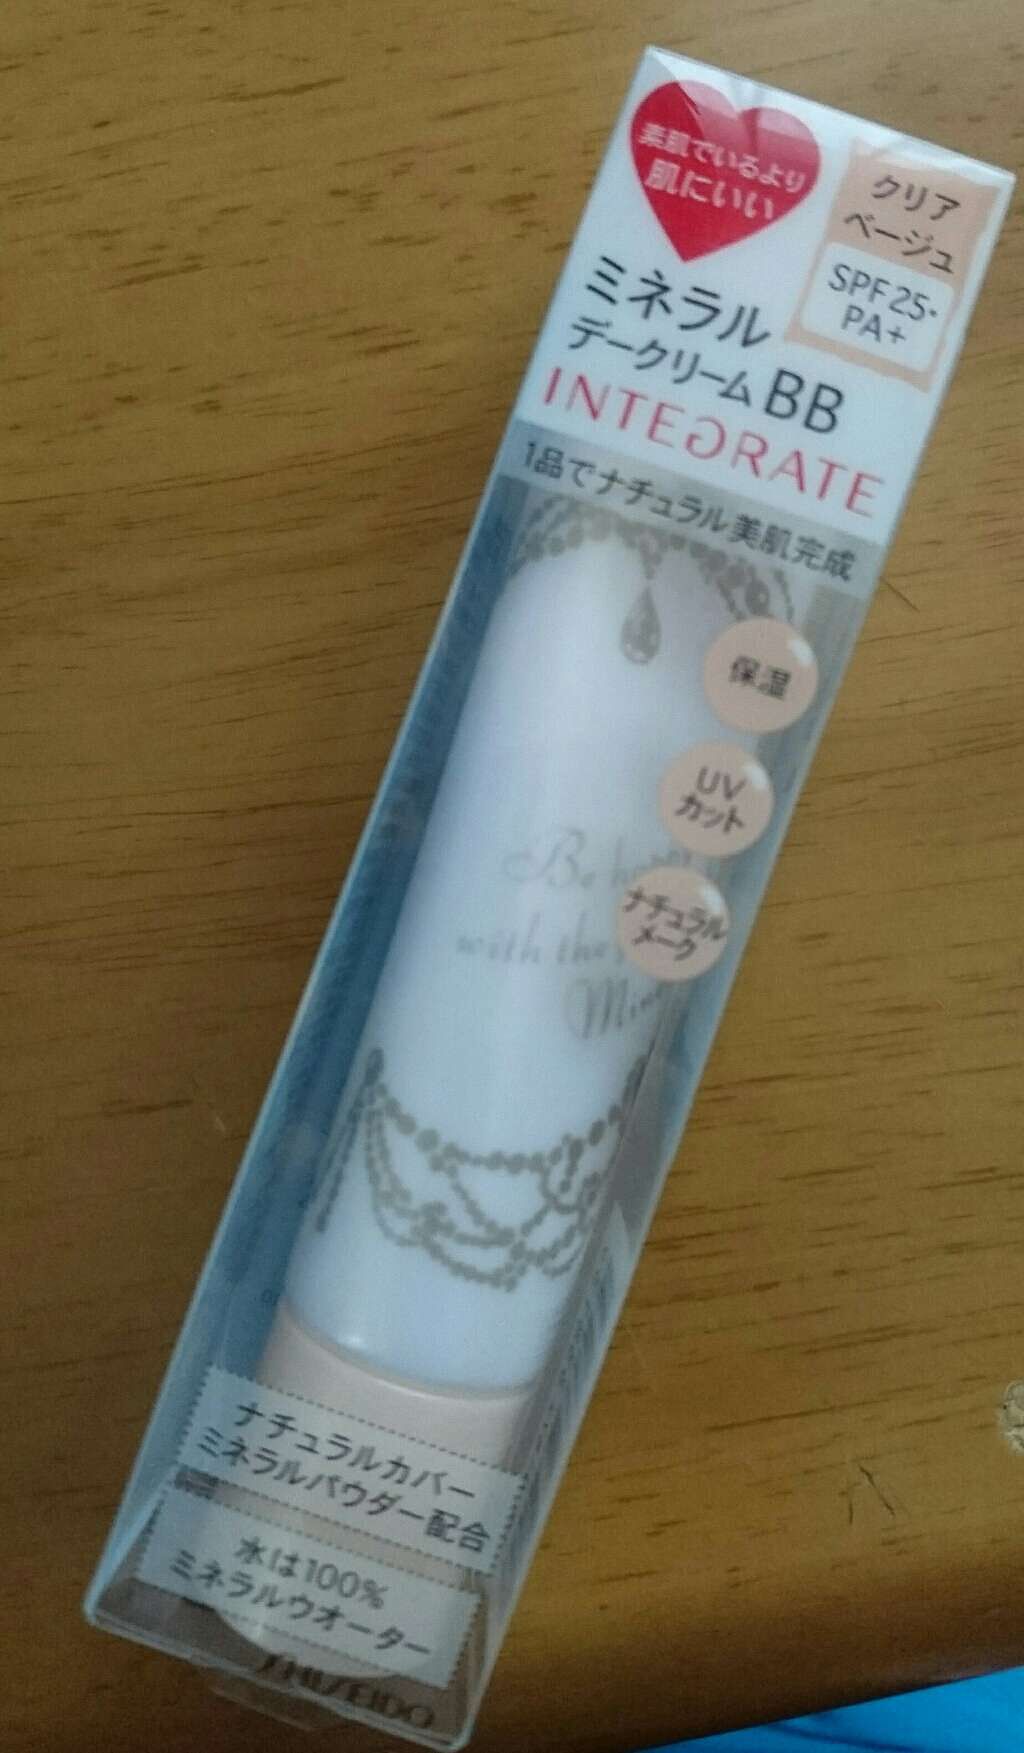 素肌でいるより
肌にいい
クリア
ベージュ
SPF25・
PA+
ミネラル
デークリームBB
INTEGRATE
1品でナチュラル美肌完成
保湿
UV
カット
Be
ナチュラル
メーク
with the
ナチュラルカバー
ミネラルパウダー配合
水は100%
ミネラルウオーター
SHISEIDO